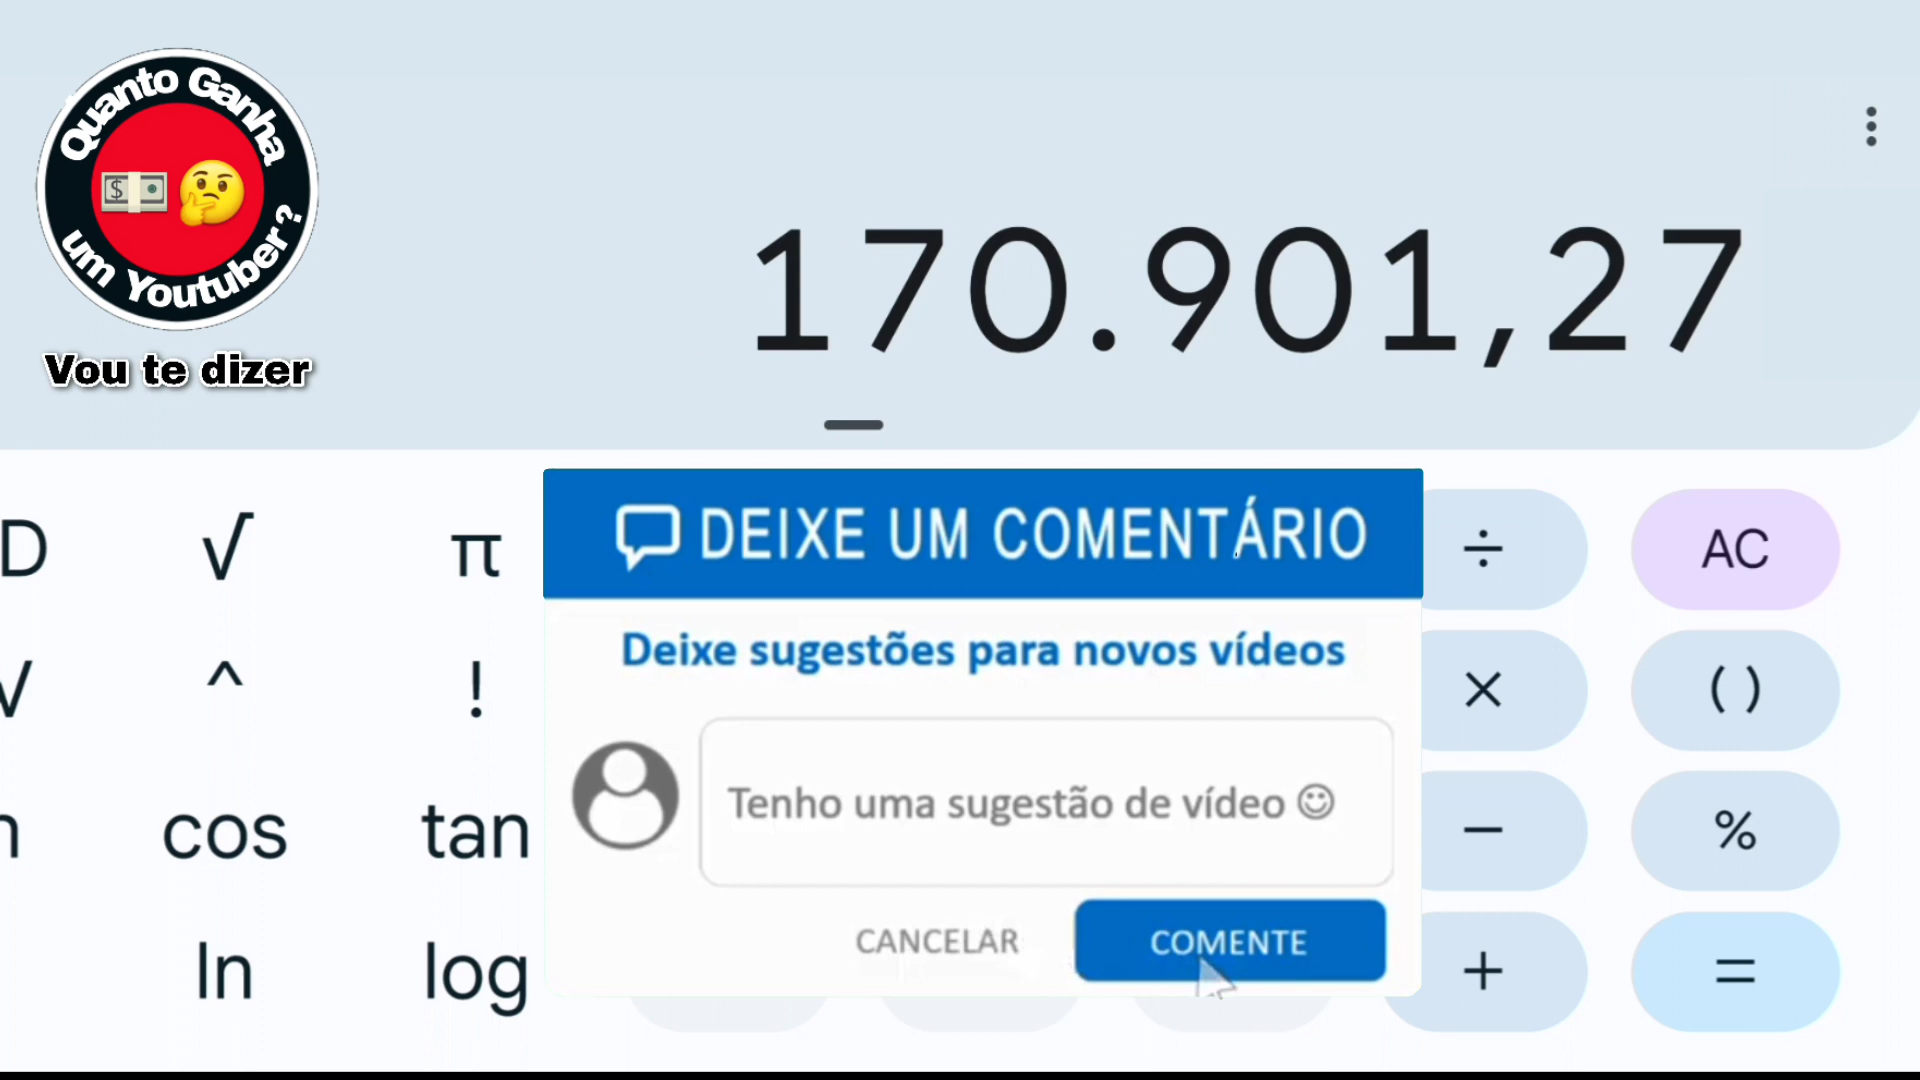 Quanto Ganha
um Youtuber?
Vou te dizer
170.901,27
DEIXE UM COMENTÁRIO
Deixe sugestões para novos vídeos
Tenho uma sugestão de vídeo
CANCELAR
COMENTE
D √ π ÷ AC
√ ^ ! × ( )
n cos tan − %
ln log + =